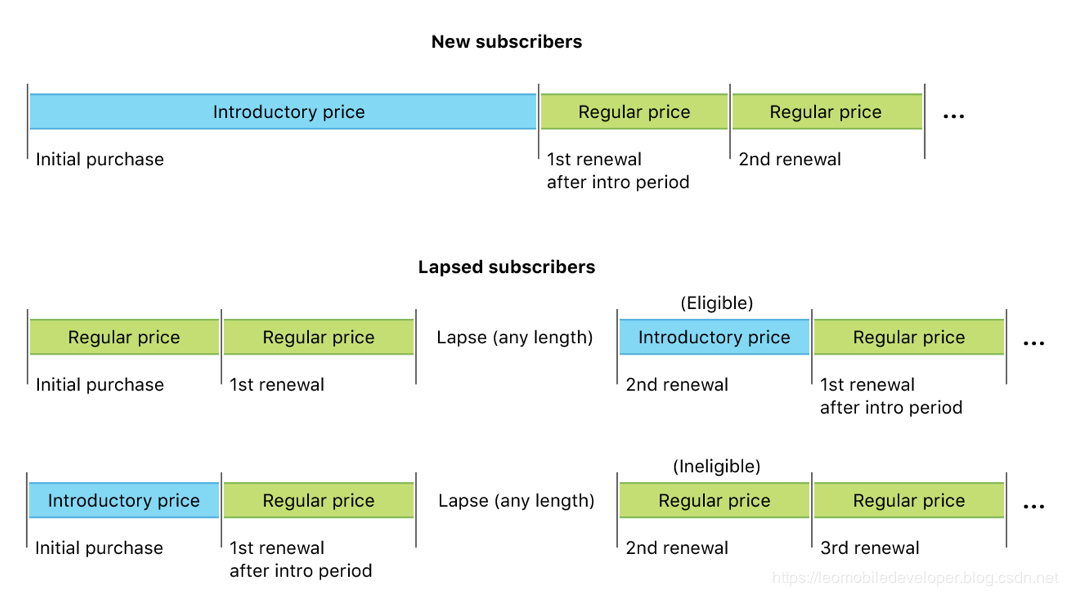 New subscribers
Introductory price Regular price Regular price ...
Initial purchase 1st renewal 2nd renewal
after intro period
Lapsed subscribers
(Eligible)
Regular price Regular price Lapse (any length) Introductory price Regular price ...
Initial purchase 1st renewal 2nd renewal 1st renewal
after intro period
(Ineligible)
Introductory price Regular price Lapse (any length) Regular price Regular price ...
Initial purchase 1st renewal 2nd renewal 3rd renewal
after intro period
https://leomobiledeveloper.blog.csdn.net